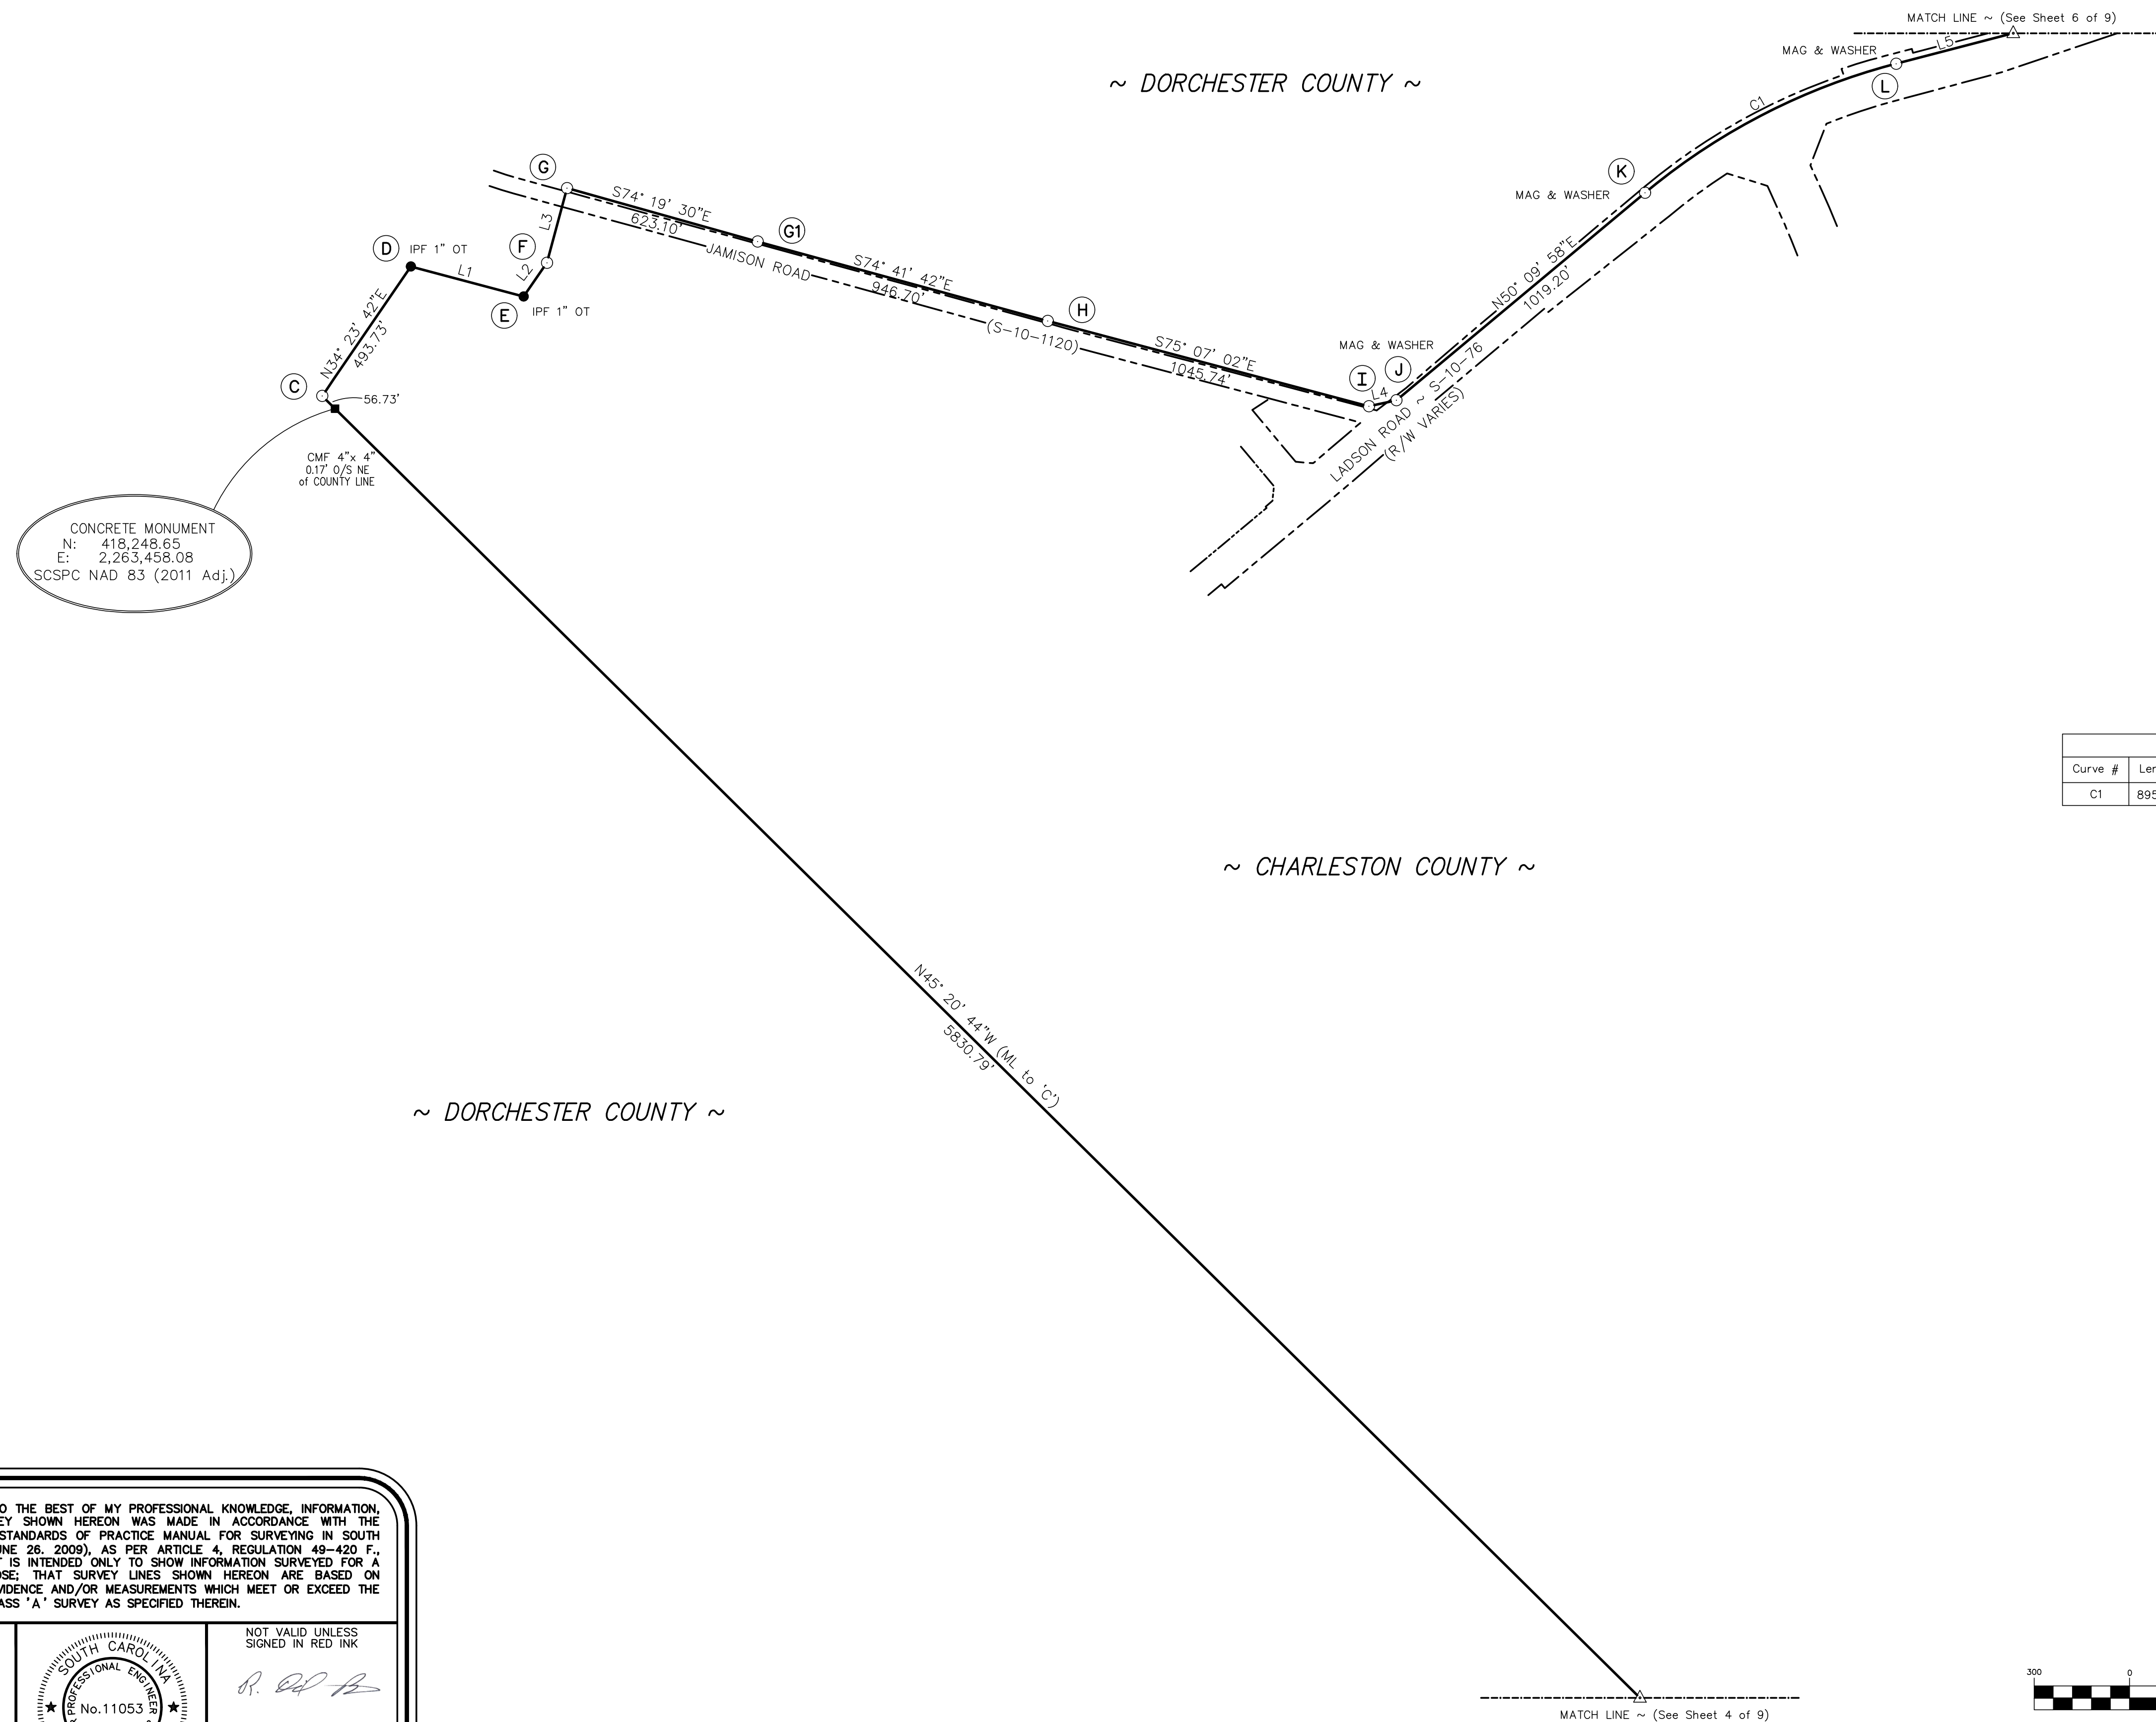 MATCH LINE ~ (See Sheet 6 of 9)
MAG & WASHER
L5
L
~ DORCHESTER COUNTY ~
C1
K
MAG & WASHER
G
S74° 19' 30"E
623.10'
G1
L3
F
D
IPF 1" OT
L1
L2
E
IPF 1" OT
JAMISON ROAD
S74° 41' 42"E
946.70'
H
(S-10-1120)
S75° 07' 02"E
1045.74'
MAG & WASHER
I
J
L4
N50° 09' 58"E
1019.20'
LADSON ROAD ~ S-10-76
(R/W VARIES)
N34° 23' 42"E
493.73'
C
56.73'
CMF 4"x 4"
0.17' O/S NE
of COUNTY LINE
CONCRETE MONUMENT
N: 418,248.65
E: 2,263,458.08
SCSPC NAD 83 (2011 Adj.)
Curve #
C1 895
~ CHARLESTON COUNTY ~
N45° 20' 44"W (ML to 'C')
5830.79'
~ DORCHESTER COUNTY ~
THE BEST OF MY PROFESSIONAL KNOWLEDGE, INFORMATION,
SHOWN HEREON WAS MADE IN ACCORDANCE WITH THE
STANDARDS OF PRACTICE MANUAL FOR SURVEYING IN SOUTH
26. 2009), AS PER ARTICLE 4, REGULATION 49-420 F.,
IS INTENDED ONLY TO SHOW INFORMATION SURVEYED FOR A
THAT SURVEY LINES SHOWN HEREON ARE BASED ON
AND/OR MEASUREMENTS WHICH MEET OR EXCEED THE
'A' SURVEY AS SPECIFIED THEREIN.
SOUTH CAROLINA
PROFESSIONAL ENGINEER
No.11053
NOT VALID UNLESS
SIGNED IN RED INK
300 0
MATCH LINE ~ (See Sheet 4 of 9)